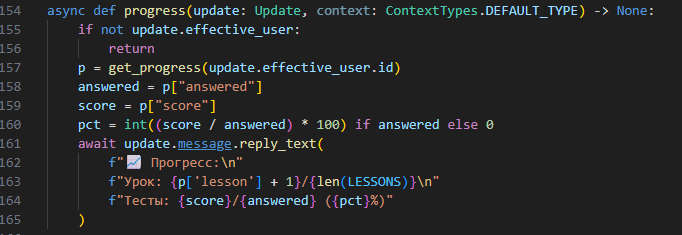 154 async def progress(update: Update, context: ContextTypes.DEFAULT_TYPE) -> None:
155     if not update.effective_user:
156         return
157     p = get_progress(update.effective_user.id)
158     answered = p["answered"]
159     score = p["score"]
160     pct = int((score / answered) * 100) if answered else 0
161     await update.message.reply_text(
162         f"📈 Прогресс:\n"
163         f"Урок: {p['lesson'] + 1}/{len(LESSONS)}\n"
164         f"Тесты: {score}/{answered} ({pct}%)"
165     )